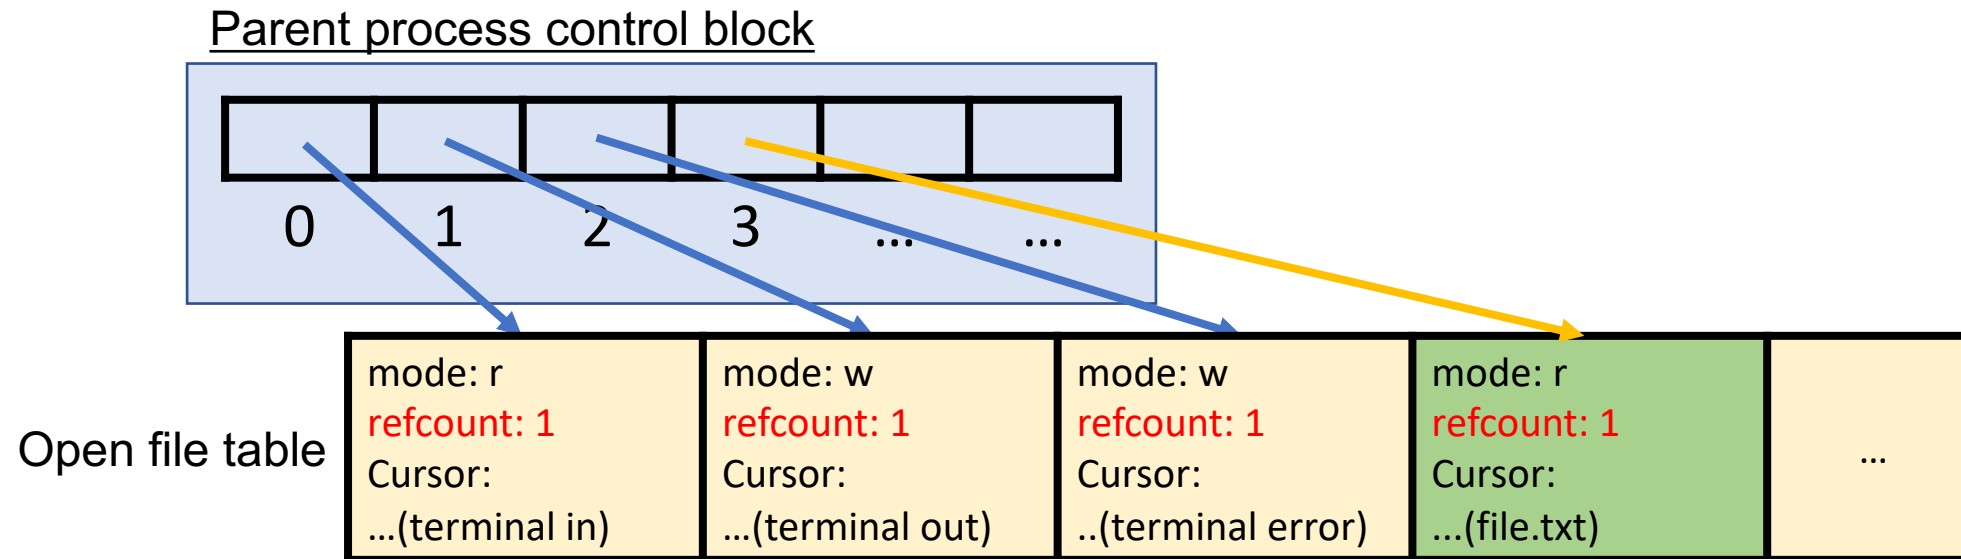 Parent process control block
0 1 2 3 ... ...
Open file table
mode: r
refcount: 1
Cursor:
...(terminal in)
mode: w
refcount: 1
Cursor:
...(terminal out)
mode: w
refcount: 1
Cursor:
..(terminal error)
mode: r
refcount: 1
Cursor:
...(file.txt)
...